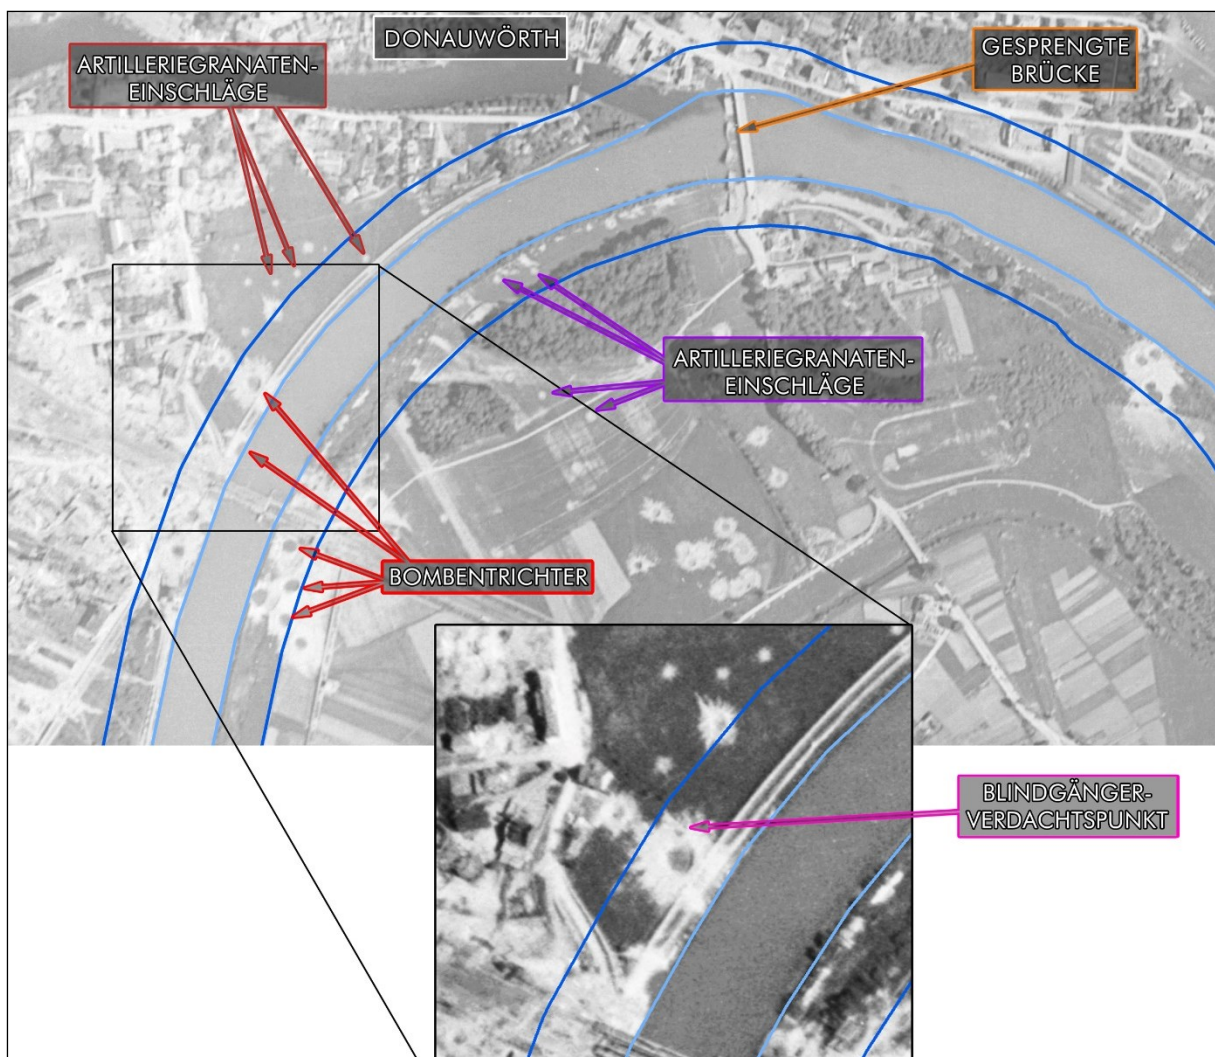 DONAUWÖRTH
ARTILLERIEGRANATEN-
EINSCHLÄGE
GESPRENGTE
BRÜCKE
ARTILLERIEGRANATEN-
EINSCHLÄGE
BOMBENTRICHTER
BLINDGÄNGER-
VERDACHTSPUNKT